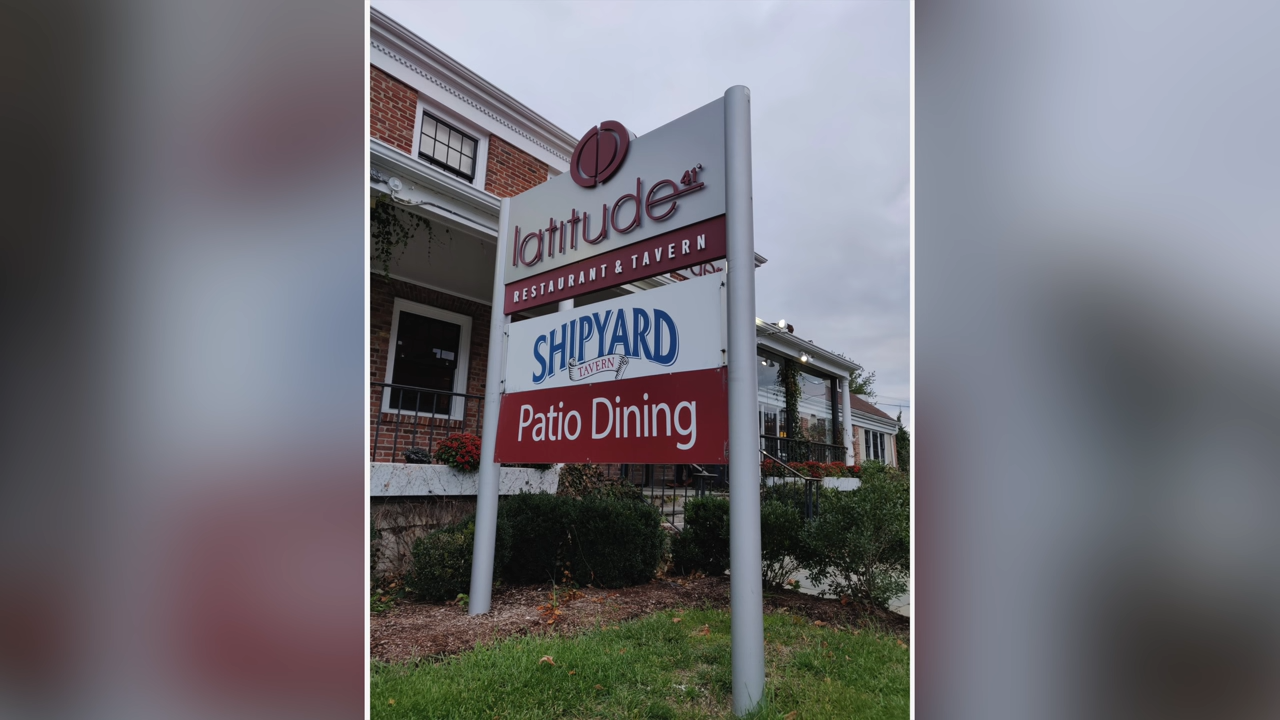 latitude 41°
RESTAURANT & TAVERN
SHIPYARD
TAVERN
Patio Dining